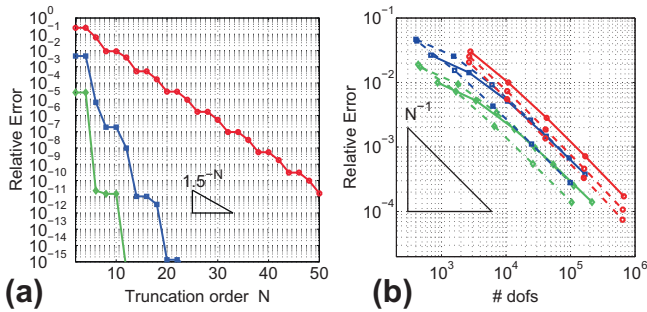 10^0
10^-1
10^-2
10^-3
10^-4
10^-5
10^-6
10^-7
10^-8
10^-9
10^-10
10^-11
10^-12
10^-13
10^-14
10^-15
Relative Error
1.5^-N
10 20 30 40 50
Truncation order N
(a)
10^-1
10^-2
10^-3
10^-4
Relative Error
N^-1
10^3 10^4 10^5 10^6
# dofs
(b)